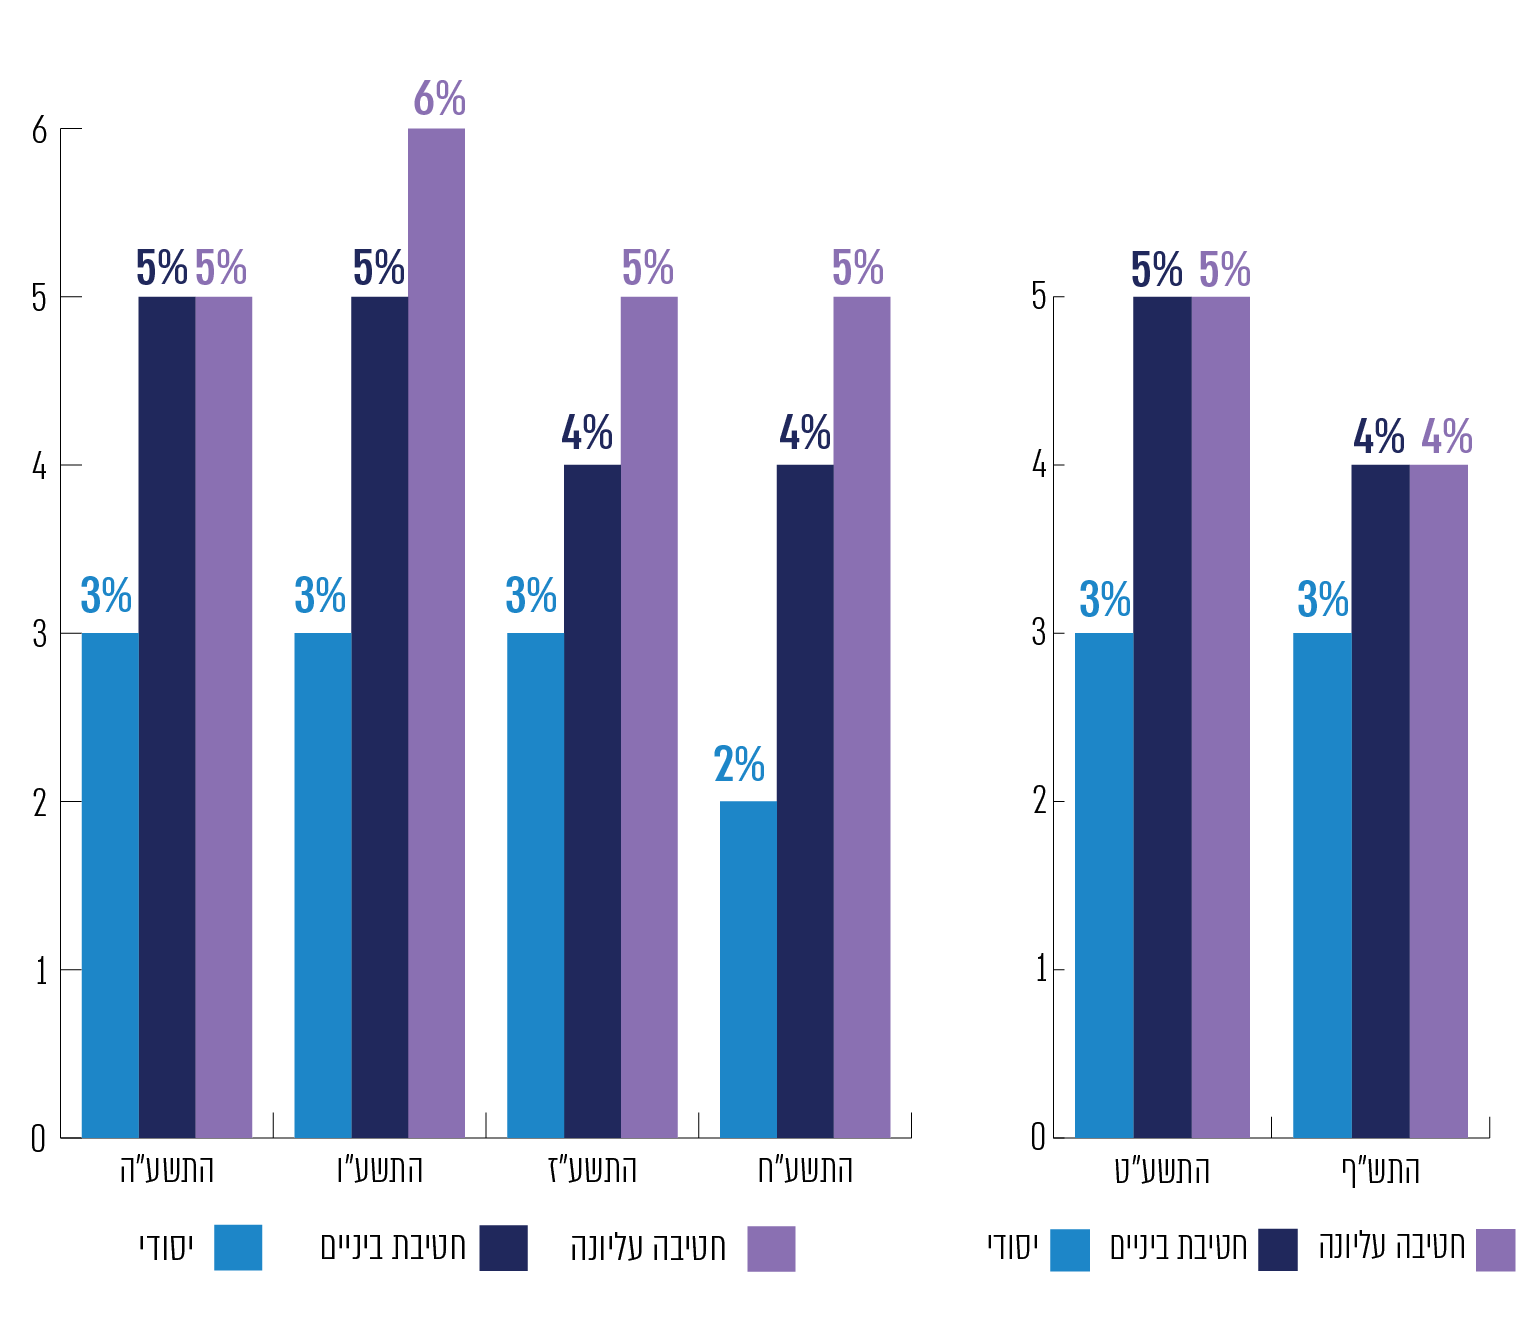 6%
5% 5%
5%
5%
5%
4%
4%
3%
3%
3%
2%
6
5
4
3
2
1
0
התשע"ה
התשע"ו
התשע"ז
התשע"ח
יסודי
חטיבת ביניים
חטיבה עליונה
5% 5%
4% 4%
3%
3%
5
4
3
2
1
0
התשע"ט
התש"ף
יסודי
חטיבת ביניים
חטיבה עליונה